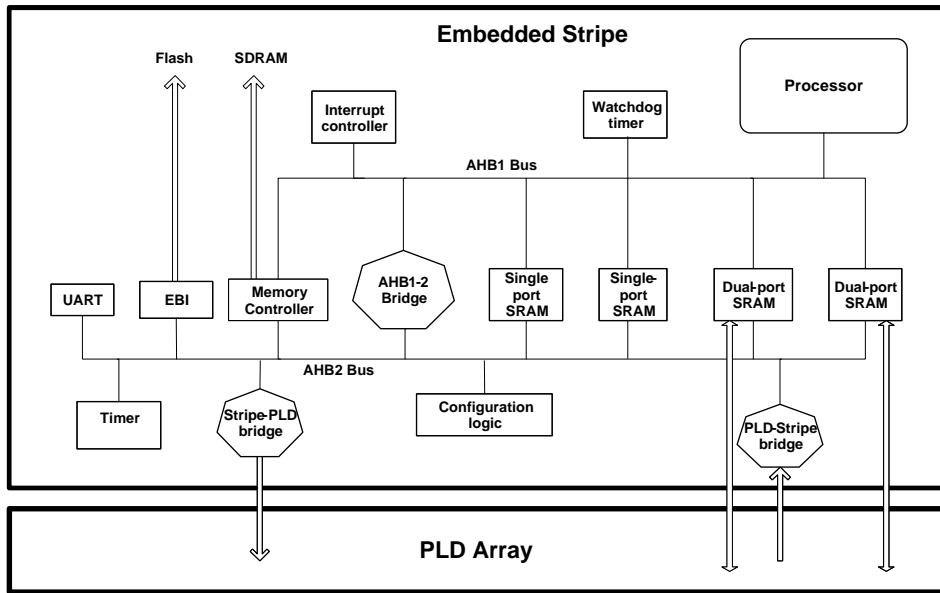 Embedded Stripe
Flash
SDRAM
Processor
Interrupt
controller
Watchdog
timer
AHB1 Bus
UART
EBI
Memory
Controller
AHB1-2
Bridge
Single
port
SRAM
Single-
port
SRAM
Dual-port
SRAM
Dual-port
SRAM
AHB2 Bus
Timer
Stripe-PLD
bridge
Configuration
logic
PLD-Stripe
bridge
PLD Array